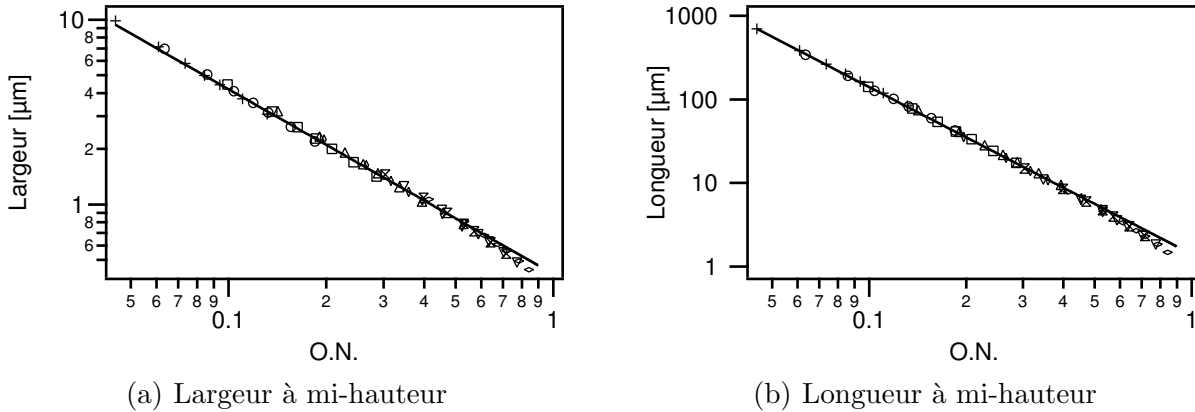 10
8
6
4
2
1
8
6
Largeur [µm]
5 6 7 8 9 2 3 4 5 6 7 8 9
0.1 1
O.N.
(a) Largeur à mi-hauteur
1000
100
10
1
Longueur [µm]
5 6 7 8 9 2 3 4 5 6 7 8 9
0.1 1
O.N.
(b) Longueur à mi-hauteur